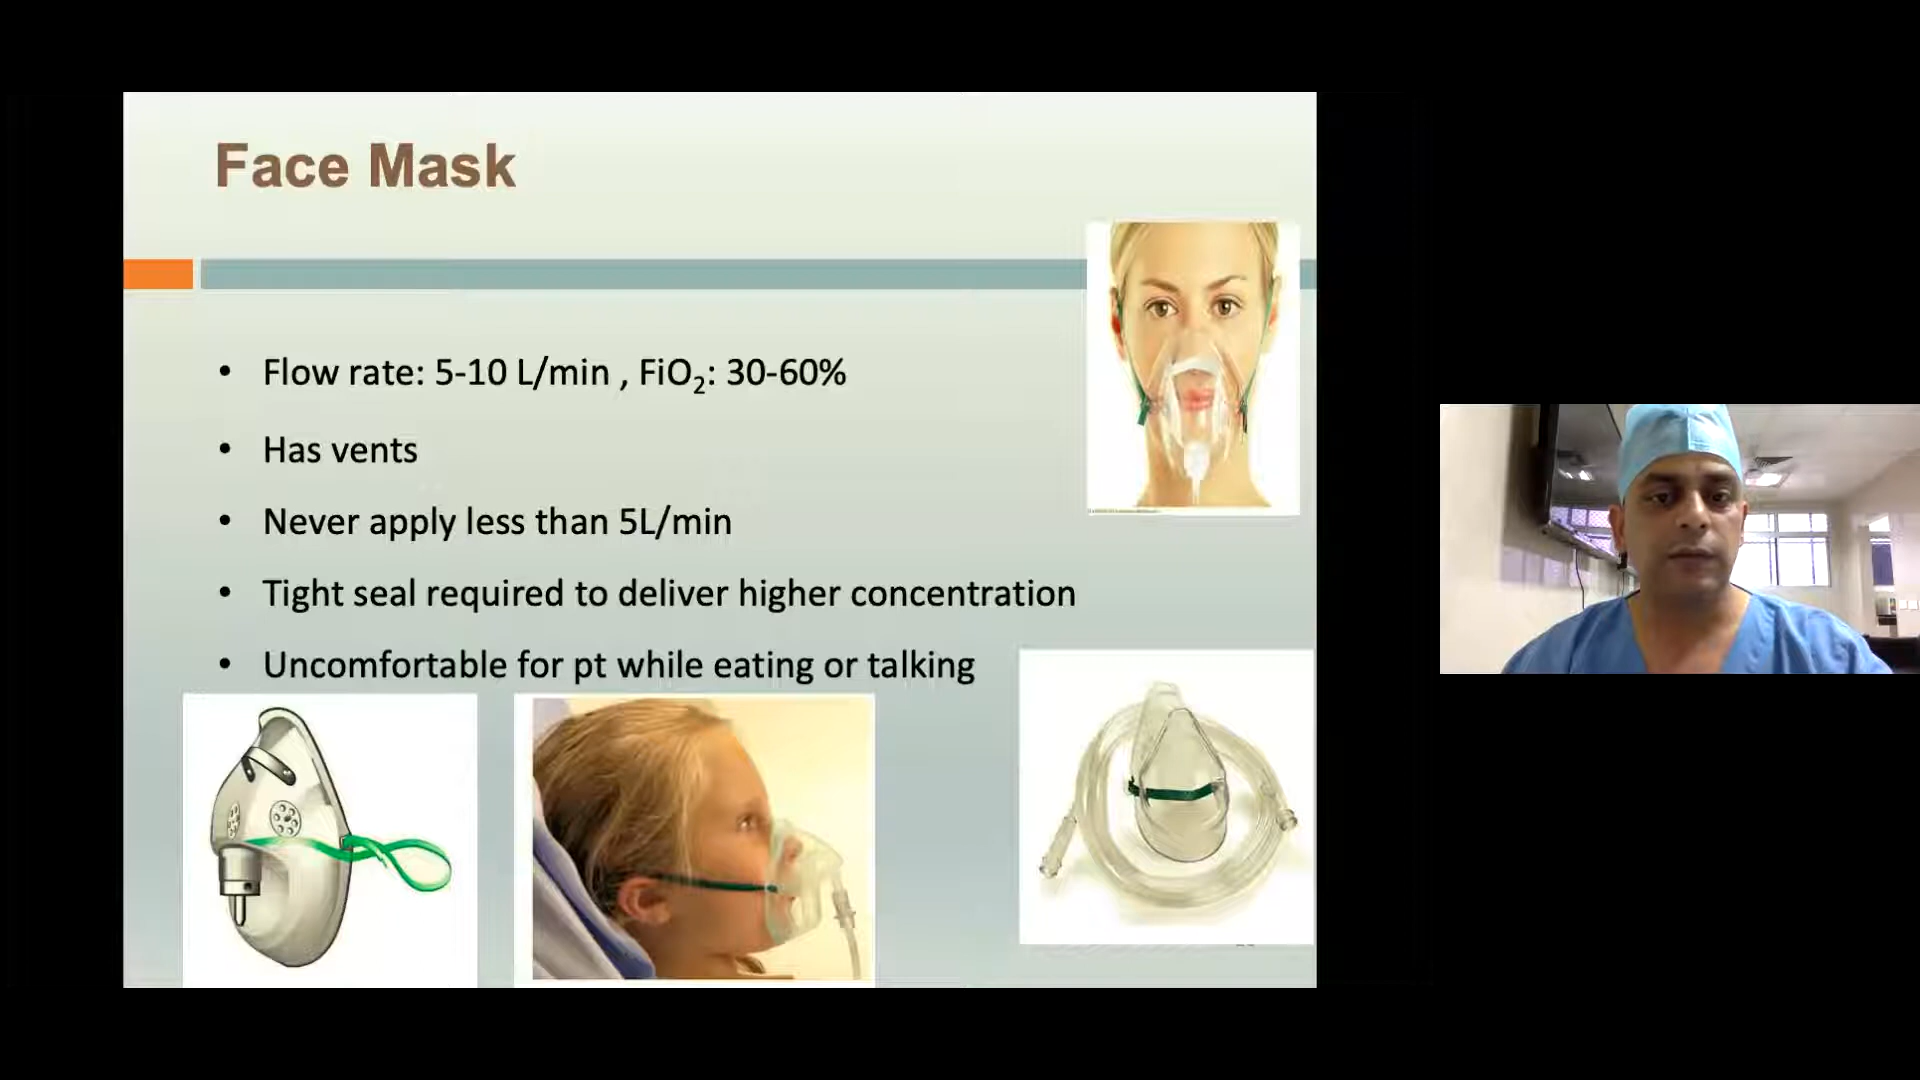 Face Mask
• Flow rate: 5-10 L/min , FiO₂: 30-60%
• Has vents
• Never apply less than 5L/min
• Tight seal required to deliver higher concentration
• Uncomfortable for pt while eating or talking